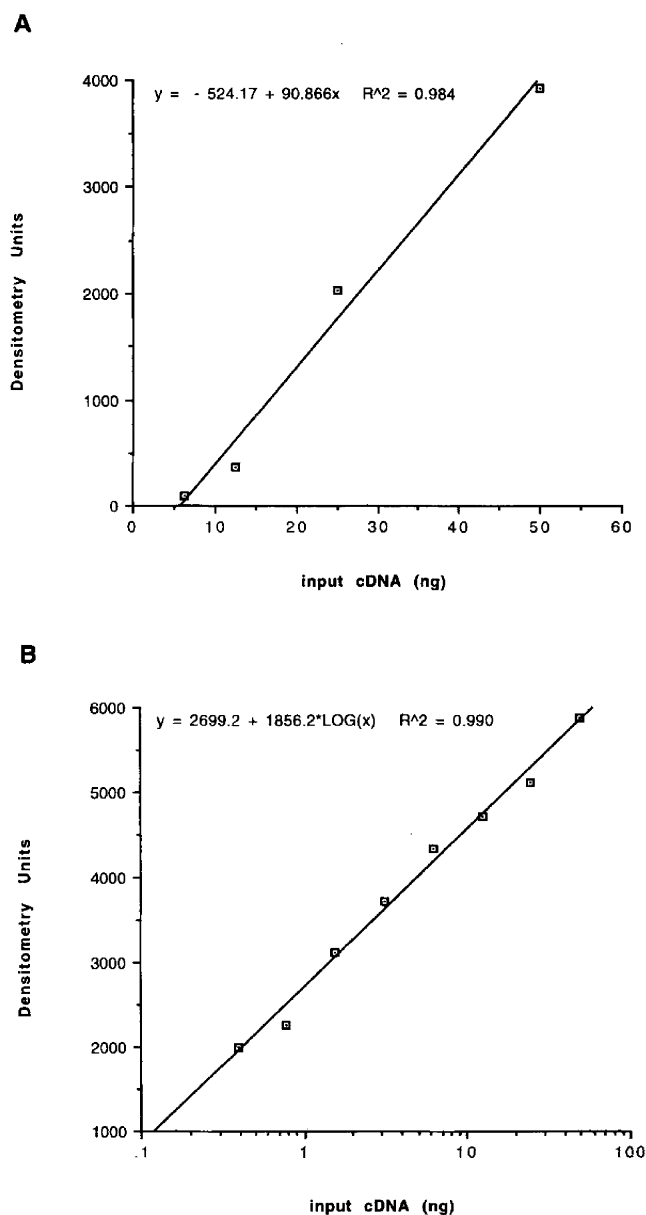 A
y = - 524.17 + 90.866x R^2 = 0.984
4000
3000
2000
1000
0
Densitometry Units
0 10 20 30 40 50 60
input cDNA (ng)
B
y = 2699.2 + 1856.2*LOG(x) R^2 = 0.990
6000
5000
4000
3000
2000
1000
Densitometry Units
.1 1 10 100
input cDNA (ng)